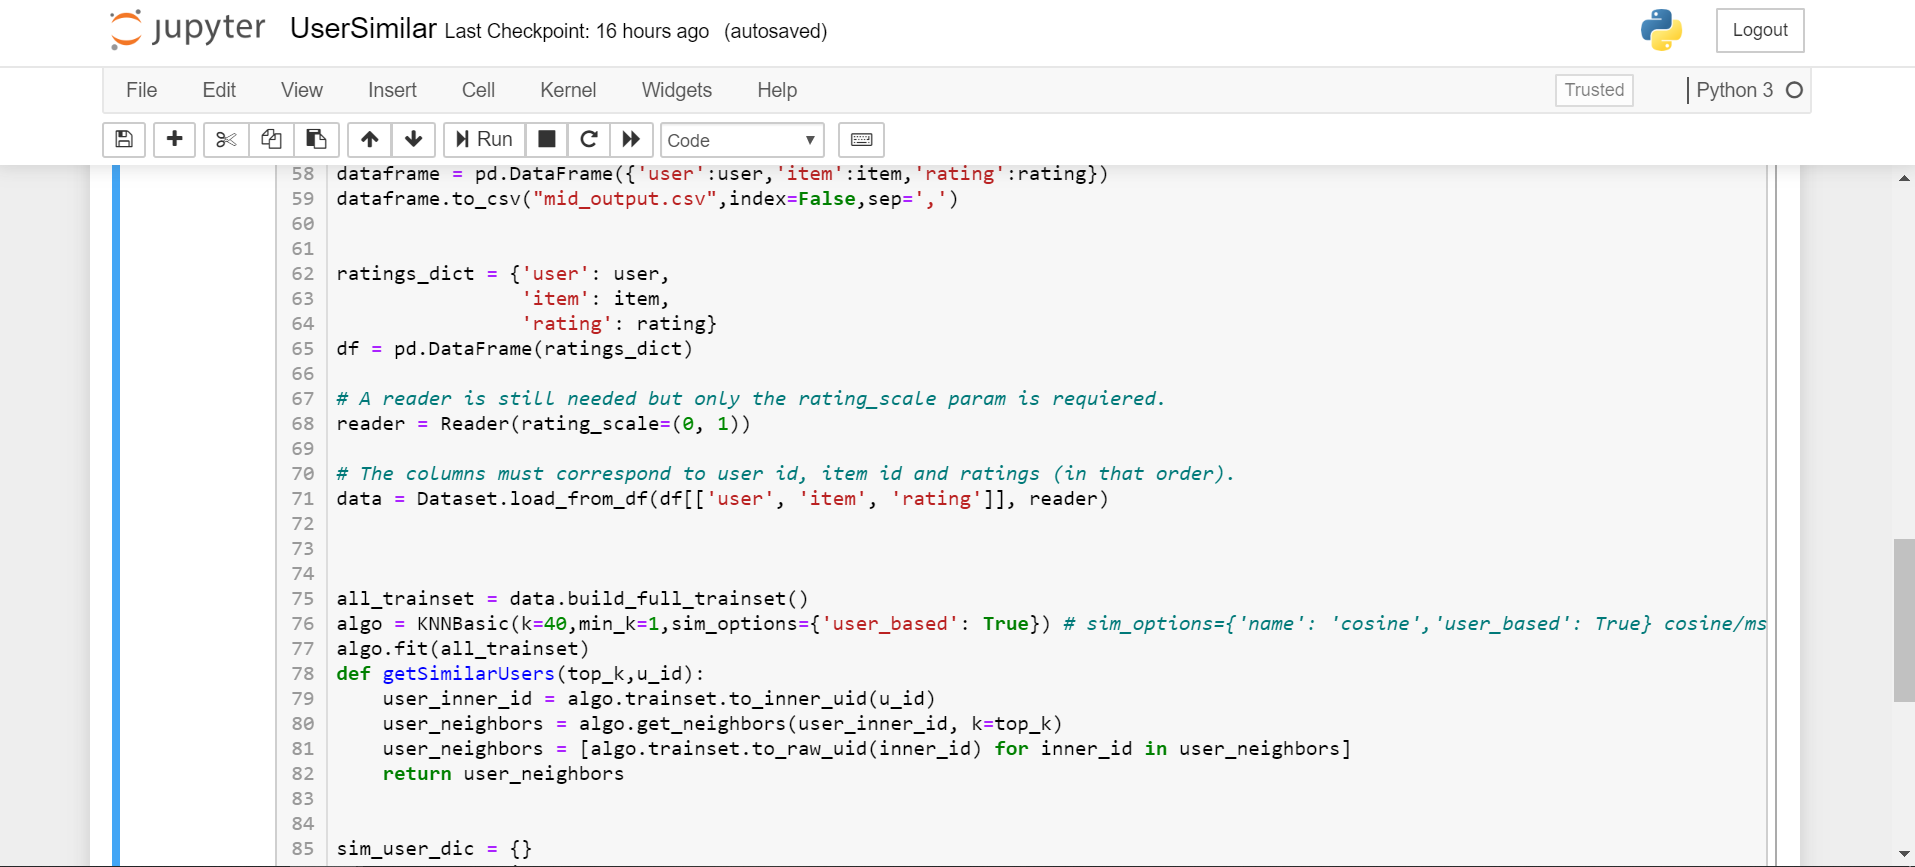 jupyter UserSimilar Last Checkpoint: 16 hours ago (autosaved) Logout
File Edit View Insert Cell Kernel Widgets Help Trusted Python 3
Run Code
58 dataframe = pd.DataFrame({'user':user,'item':item,'rating':rating})
59 dataframe.to_csv("mid_output.csv",index=False,sep=',')
60
61
62 ratings_dict = {'user': user,
63                 'item': item,
64                 'rating': rating}
65 df = pd.DataFrame(ratings_dict)
66
67 # A reader is still needed but only the rating_scale param is requiered.
68 reader = Reader(rating_scale=(0, 1))
69
70 # The columns must correspond to user id, item id and ratings (in that order).
71 data = Dataset.load_from_df(df[['user', 'item', 'rating']], reader)
72
73
74
75 all_trainset = data.build_full_trainset()
76 algo = KNNBasic(k=40,min_k=1,sim_options={'user_based': True}) # sim_options={'name': 'cosine','user_based': True} cosine/ms
77 algo.fit(all_trainset)
78 def getSimilarUsers(top_k,u_id):
79     user_inner_id = algo.trainset.to_inner_uid(u_id)
80     user_neighbors = algo.get_neighbors(user_inner_id, k=top_k)
81     user_neighbors = [algo.trainset.to_raw_uid(inner_id) for inner_id in user_neighbors]
82     return user_neighbors
83
84
85 sim_user_dic = {}